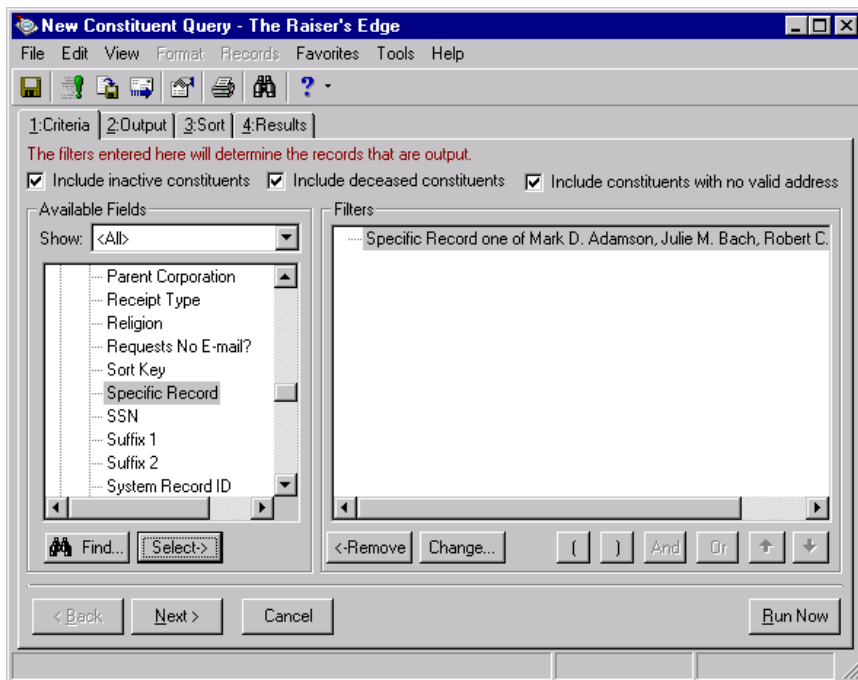 New Constituent Query - The Raiser's Edge
File Edit View Format Records Favorites Tools Help
?
1:Criteria 2:Output 3:Sort 4:Results
The filters entered here will determine the records that are output.
Include inactive constituents Include deceased constituents Include constituents with no valid address
Available Fields
Show: <All>
Parent Corporation
Receipt Type
Religion
Requests No E-mail?
Sort Key
Specific Record
SSN
Suffix 1
Suffix 2
System Record ID
Find... Select->
Filters
Specific Record one of Mark D. Adamson, Julie M. Bach, Robert C.
<-Remove Change... ( ) And Or
< Back Next > Cancel Run Now